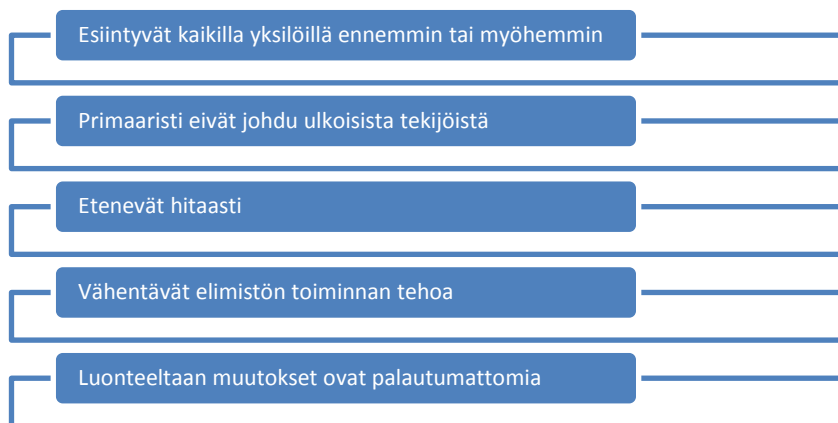 Esiintyvät kaikilla yksilöillä ennemmin tai myöhemmin
Primaaristi eivät johdu ulkoisista tekijöistä
Etenevät hitaasti
Vähentävät elimistön toiminnan tehoa
Luonteeltaan muutokset ovat palautumattomia